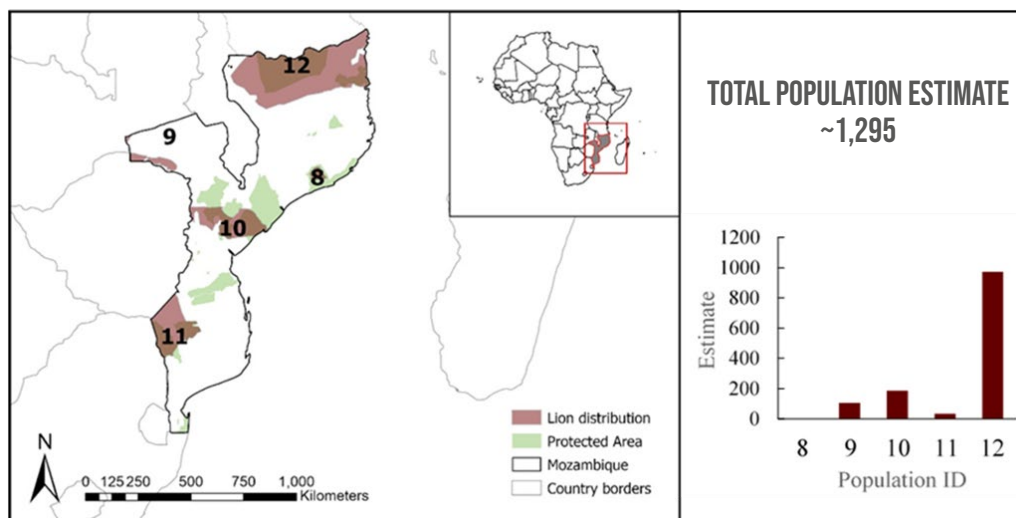 12
9
8
10
11
N
0 125 250 500 750 1,000
Kilometers
Lion distribution
Protected Area
Mozambique
Country borders
TOTAL POPULATION ESTIMATE
~1,295
1200
1000
800
600
400
200
0
Estimate
8 9 10 11 12
Population ID